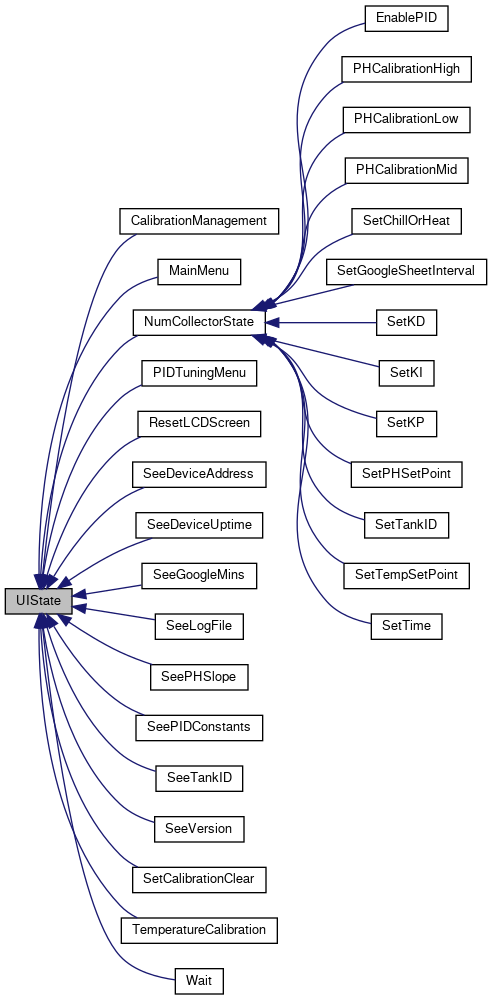 EnablePID
PHCalibrationHigh
PHCalibrationLow
PHCalibrationMid
CalibrationManagement
SetChillOrHeat
MainMenu
SetGoogleSheetInterval
NumCollectorState
SetKD
PIDTuningMenu
SetKI
ResetLCDScreen
SetKP
SeeDeviceAddress
SetPHSetPoint
SeeDeviceUptime
SetTankID
SeeGoogleMins
SetTempSetPoint
UIState
SeeLogFile
SetTime
SeePHSlope
SeePIDConstants
SeeTankID
SeeVersion
SetCalibrationClear
TemperatureCalibration
Wait